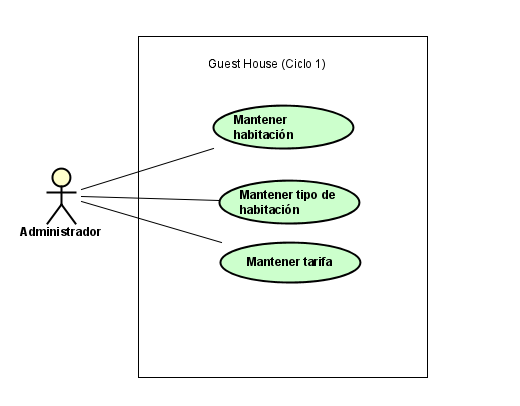 Guest House (Ciclo 1)
Mantener
habitación
Mantener tipo de
habitación
Administrador
Mantener tarifa